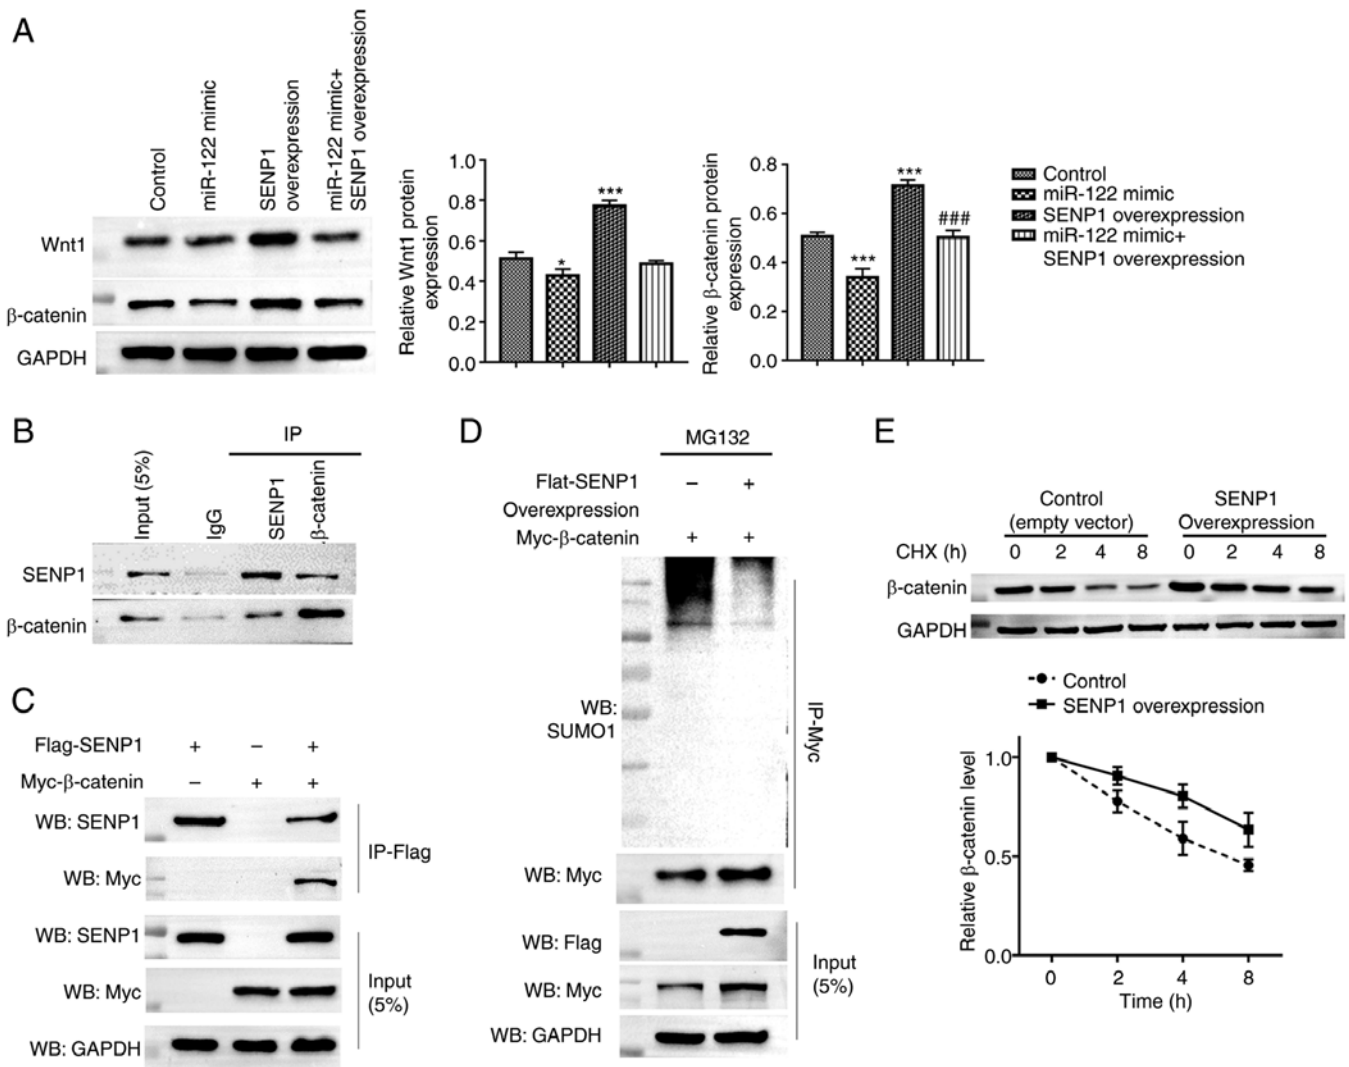 A
Control
miR-122 mimic
SENP1
overexpression
miR-122 mimic+
SENP1 overexpression
Wnt1
β-catenin
GAPDH
Relative Wnt1 protein
expression
1.0
0.8
0.6
0.4
0.2
0.0
*
***
Relative β-catenin protein
expression
0.8
0.6
0.4
0.2
0.0
***
***
###
Control
miR-122 mimic
SENP1 overexpression
miR-122 mimic+
SENP1 overexpression
B
IP
Input (5%)
IgG
SENP1
β-catenin
SENP1
β-catenin
C
Flag-SENP1 + – +
Myc-β-catenin – + +
WB: SENP1
WB: Myc
IP-Flag
WB: SENP1
WB: Myc
WB: GAPDH
Input
(5%)
D
MG132
Flat-SENP1 – +
Overexpression
Myc-β-catenin + +
WB:
SUMO1
IP-Myc
WB: Myc
WB: Flag
WB: Myc
WB: GAPDH
Input
(5%)
E
Control
(empty vector)
SENP1
Overexpression
CHX (h) 0 2 4 8 0 2 4 8
β-catenin
GAPDH
Control
SENP1 overexpression
Relative β-catenin level
1.0
0.5
0.0
0 2 4 8
Time (h)